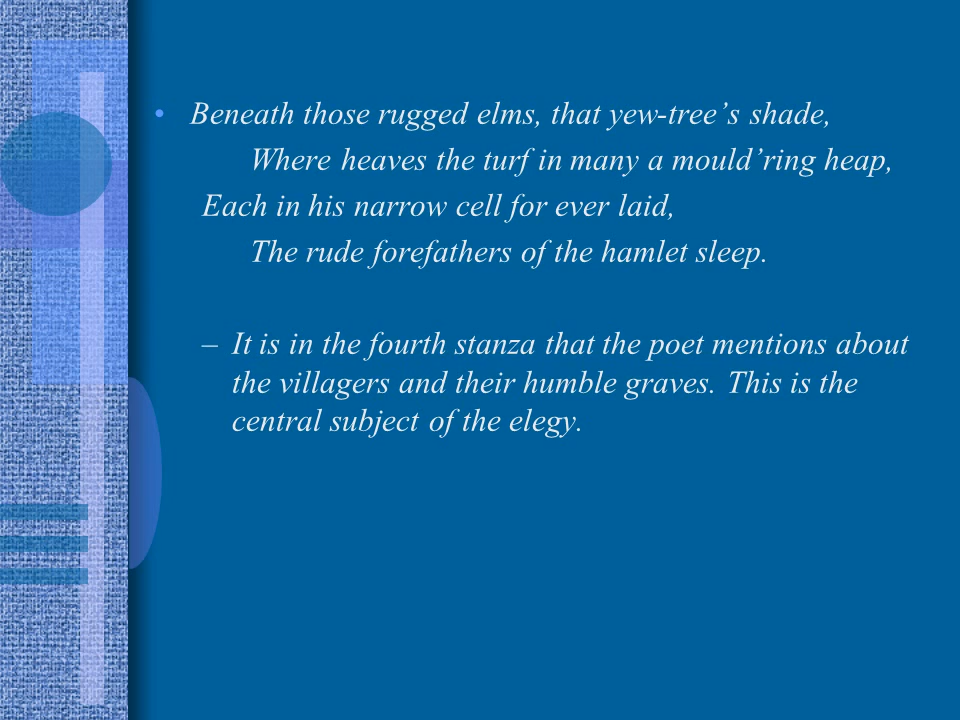 • Beneath those rugged elms, that yew-tree’s shade,
Where heaves the turf in many a mould’ring heap,
Each in his narrow cell for ever laid,
The rude forefathers of the hamlet sleep.
– It is in the fourth stanza that the poet mentions about
the villagers and their humble graves. This is the
central subject of the elegy.